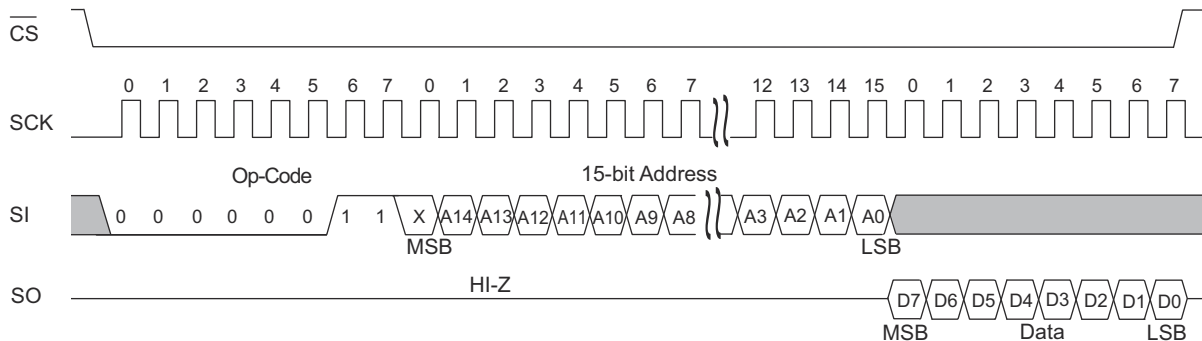 CS
0 1 2 3 4 5 6 7 0 1 2 3 4 5 6 7 12 13 14 15 0 1 2 3 4 5 6 7
SCK
Op-Code 15-bit Address
SI 0 0 0 0 0 0 1 1 X A14 A13 A12 A11 A10 A9 A8 A3 A2 A1 A0
MSB LSB
HI-Z
SO D7 D6 D5 D4 D3 D2 D1 D0
MSB Data LSB